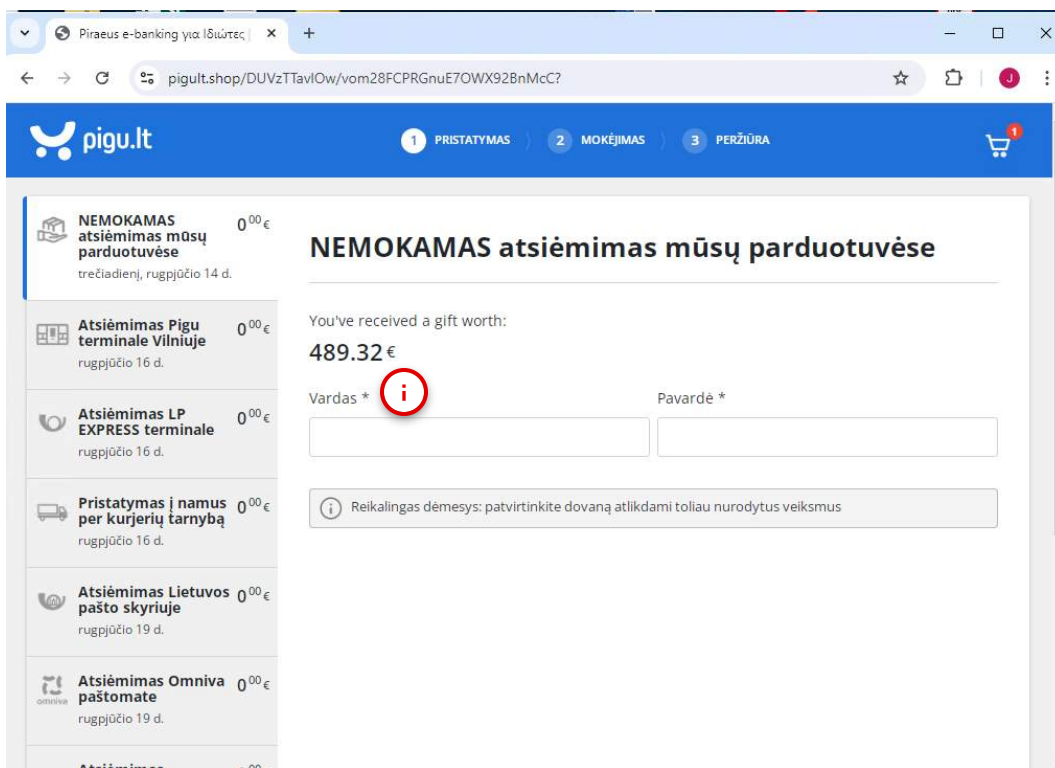 Piraeus e-banking για Ιδιώτες |
pigult.shop/DUVzTTavIOw/vom28FCPRGnuE7OWX92BnMcC?
J
pigu.lt
1 PRISTATYMAS
2 MOKĖJIMAS
3 PERŽIŪRA
1
NEMOKAMAS atsiėmimas mūsų parduotuvėse
You've received a gift worth:
489.32 €
Vardas *
i
Pavardė *
i Reikalingas dėmesys: patvirtinkite dovaną atlikdami toliau nurodytus veiksmus
NEMOKAMAS 0 00 €
atsiėmimas mūsų
parduotuvėse
trečiadienį, rugpjūčio 14 d.
Atsiėmimas Pigu 0 00 €
terminale Vilniuje
rugpjūčio 16 d.
Atsiėmimas LP 0 00 €
EXPRESS terminale
rugpjūčio 16 d.
Pristatymas į namus 0 00 €
per kurjerių tarnybą
rugpjūčio 16 d.
Atsiėmimas Lietuvos 0 00 €
pašto skyriuje
rugpjūčio 19 d.
Atsiėmimas Omniva 0 00 €
paštomate
omniva
rugpjūčio 19 d.